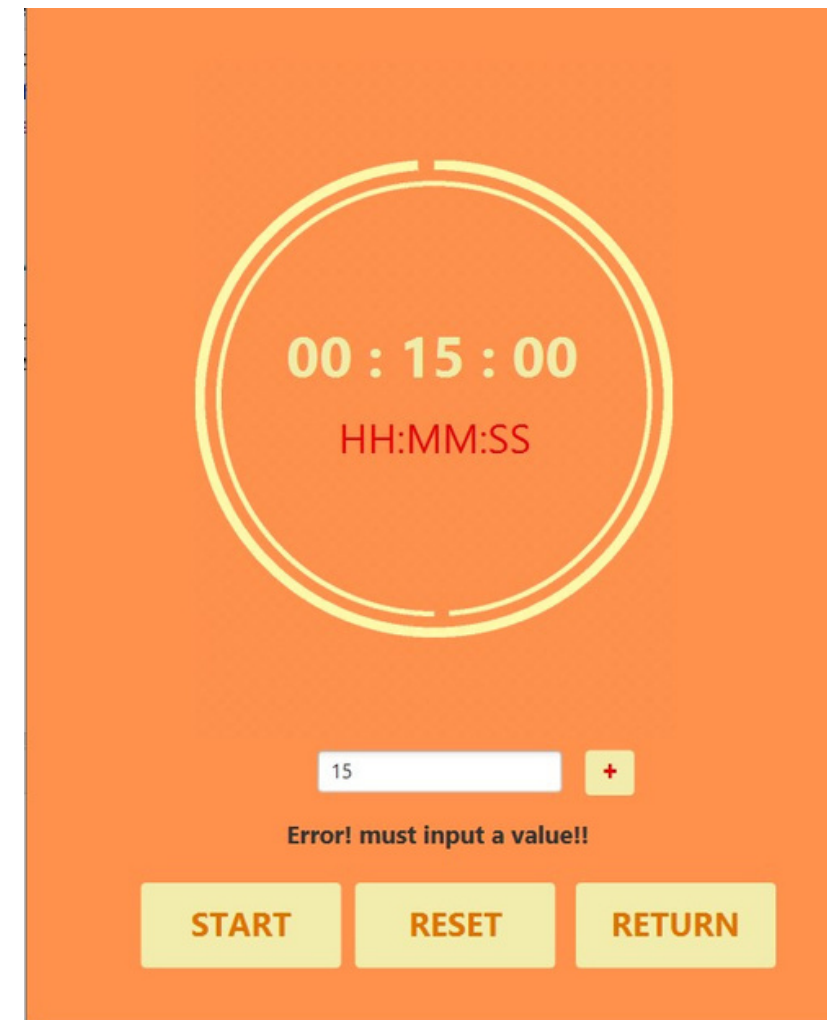 00 : 15 : 00
HH:MM:SS
15
+
Error! must input a value!!
START RESET RETURN